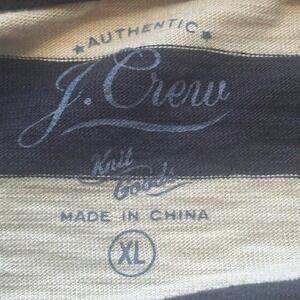 AUTHENTIC
J. Crew
Knit
Goods
MADE IN CHINA
XL